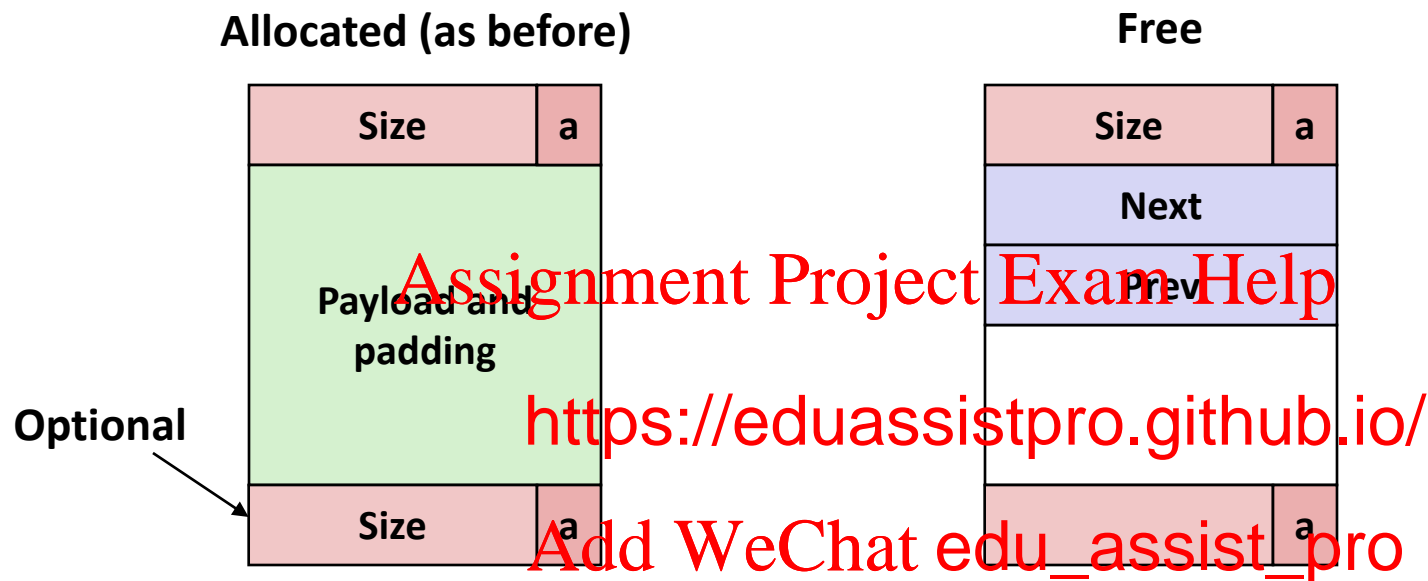 Allocated (as before)
Free
Size
a
Size
a
Next
Prev
Payload and
padding
Optional
Size
a
a
Assignment Project Exam Help
https://eduassistpro.github.io/
Add WeChat edu_assist_pro